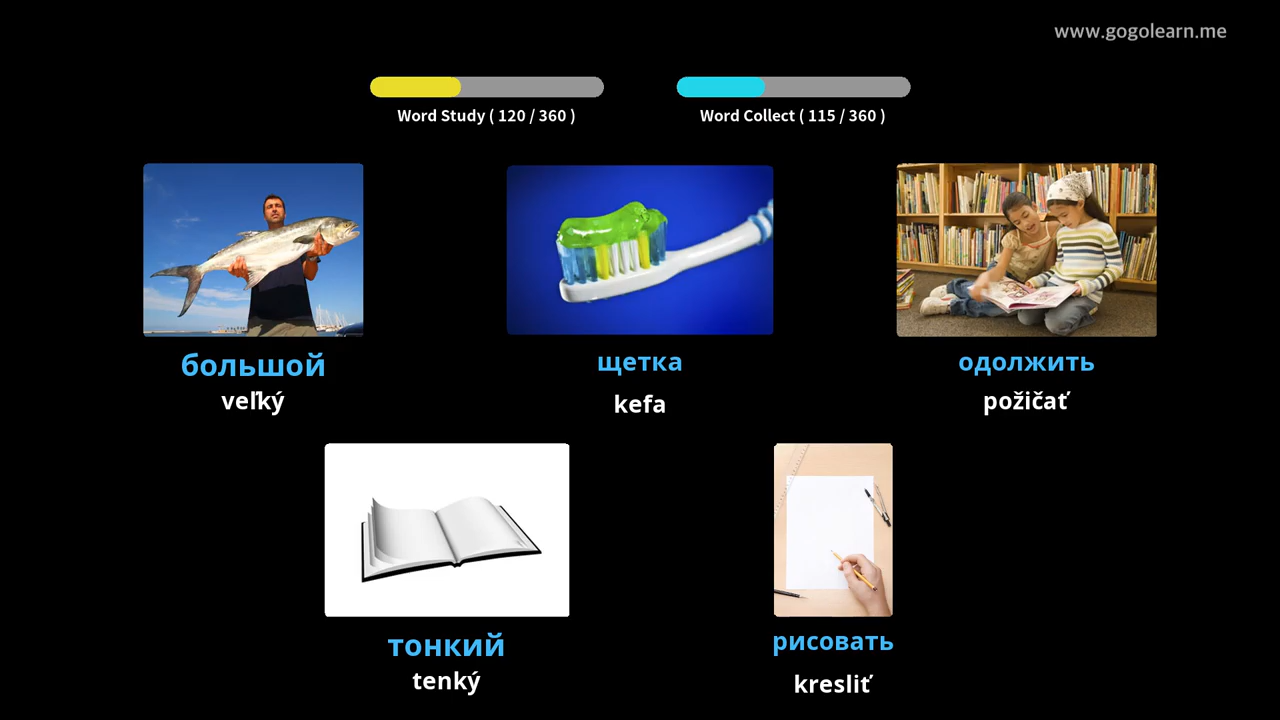 www.gogolearn.me
Word Study ( 120 / 360 )
Word Collect ( 115 / 360 )
большой
veľký
щетка
kefa
одолжить
požičať
тонкий
tenký
рисовать
kresliť